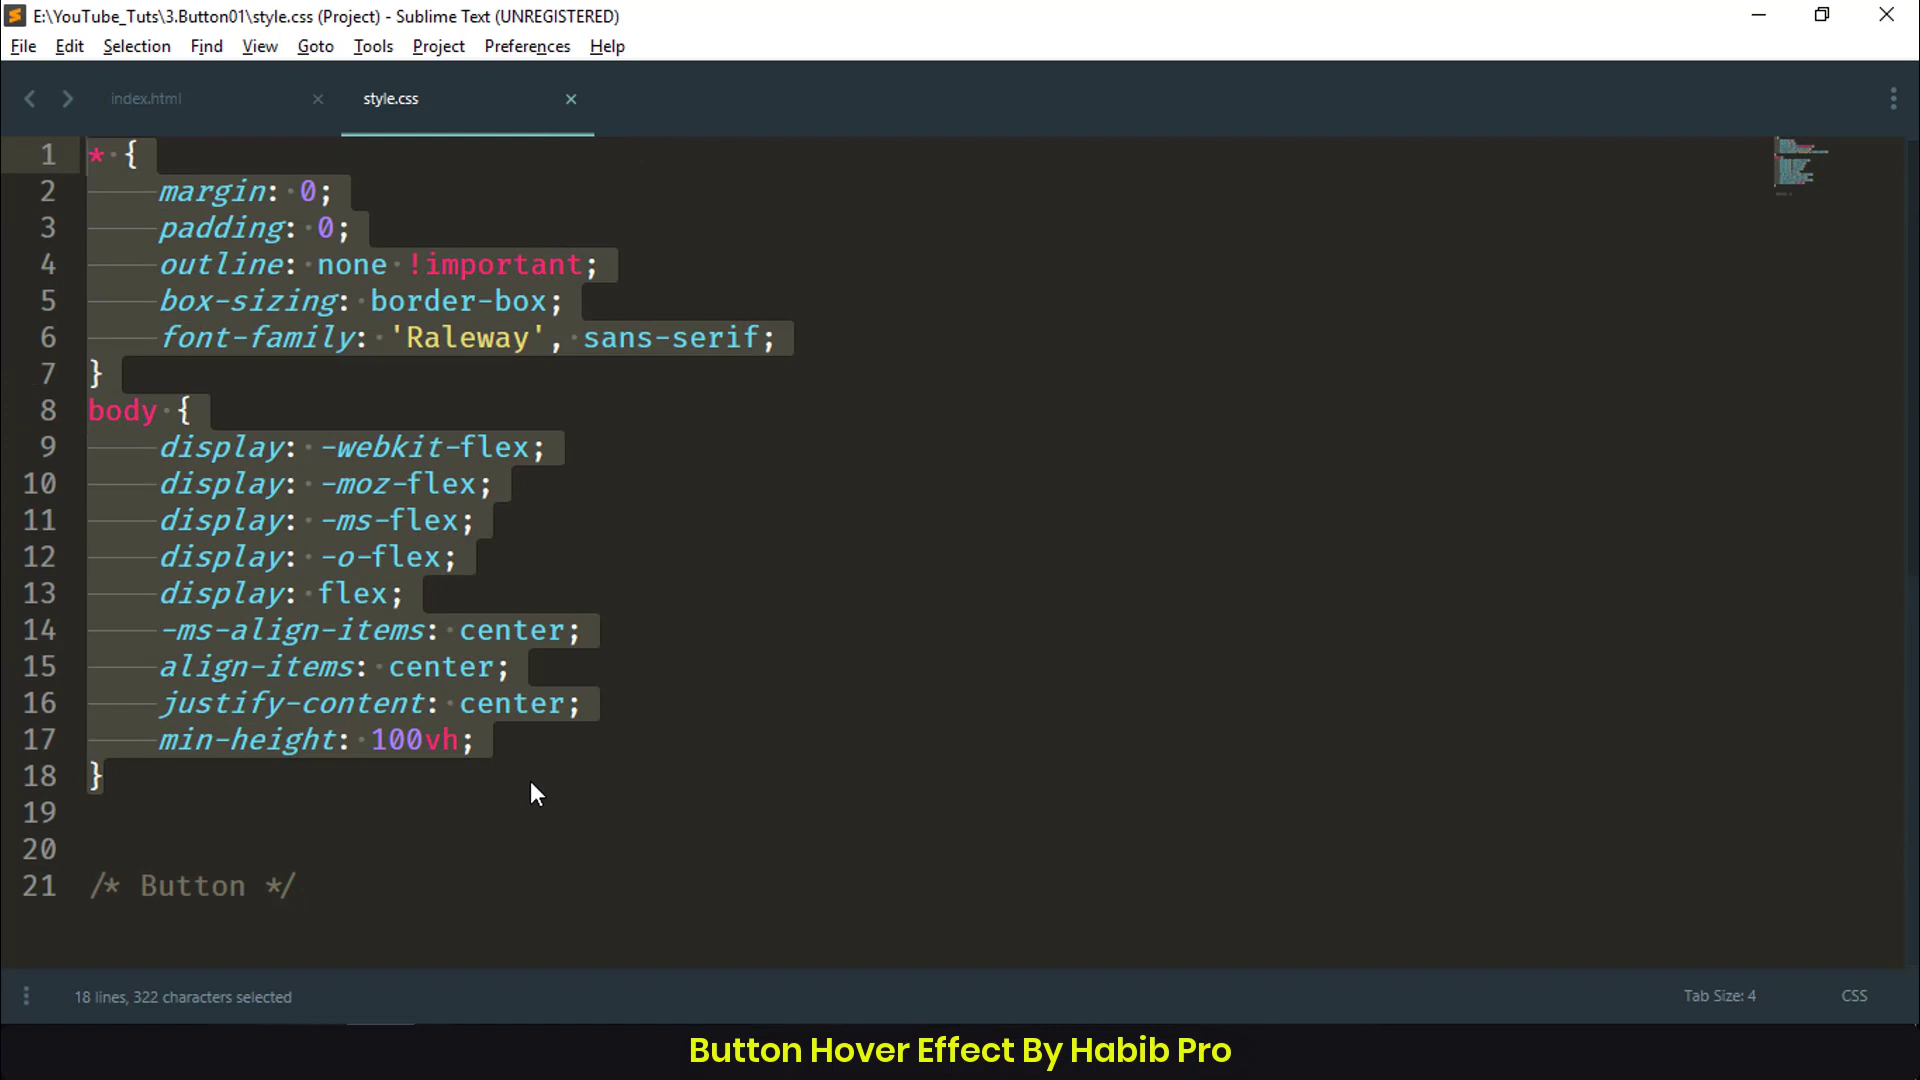 E:\YouTube_Tuts\3.Button01\style.css (Project) - Sublime Text (UNREGISTERED)
File Edit Selection Find View Goto Tools Project Preferences Help
index.html style.css
1 * {
2 margin: 0;
3 padding: 0;
4 outline: none !important;
5 box-sizing: border-box;
6 font-family: 'Raleway', sans-serif;
7 }
8 body {
9 display: -webkit-flex;
10 display: -moz-flex;
11 display: -ms-flex;
12 display: -o-flex;
13 display: flex;
14 -ms-align-items: center;
15 align-items: center;
16 justify-content: center;
17 min-height: 100vh;
18 }
19
20
21 /* Button */
18 lines, 322 characters selected Tab Size: 4 CSS
Button Hover Effect By Habib Pro